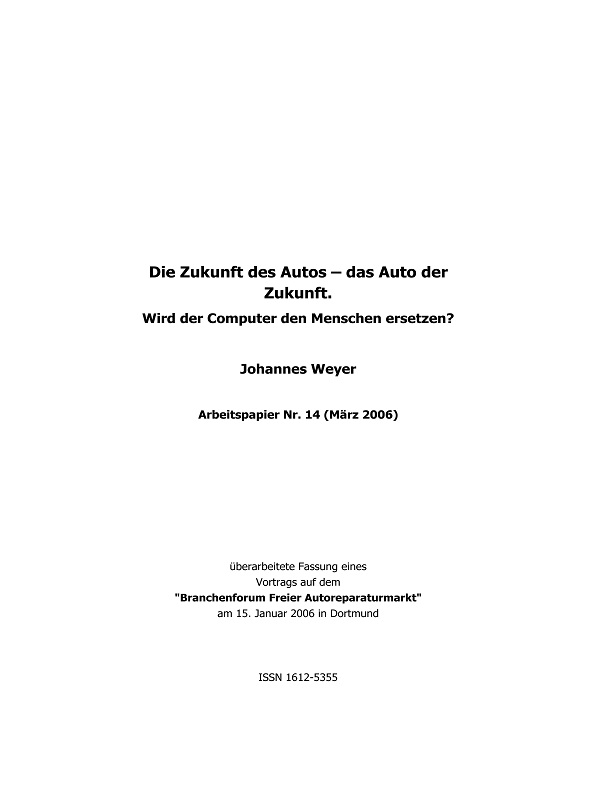 Die Zukunft des Autos – das Auto der
Zukunft.
Wird der Computer den Menschen ersetzen?
Johannes Weyer
Arbeitspapier Nr. 14 (März 2006)
überarbeitete Fassung eines
Vortrags auf dem
"Branchenforum Freier Autoreparaturmarkt"
am 15. Januar 2006 in Dortmund
ISSN 1612-5355